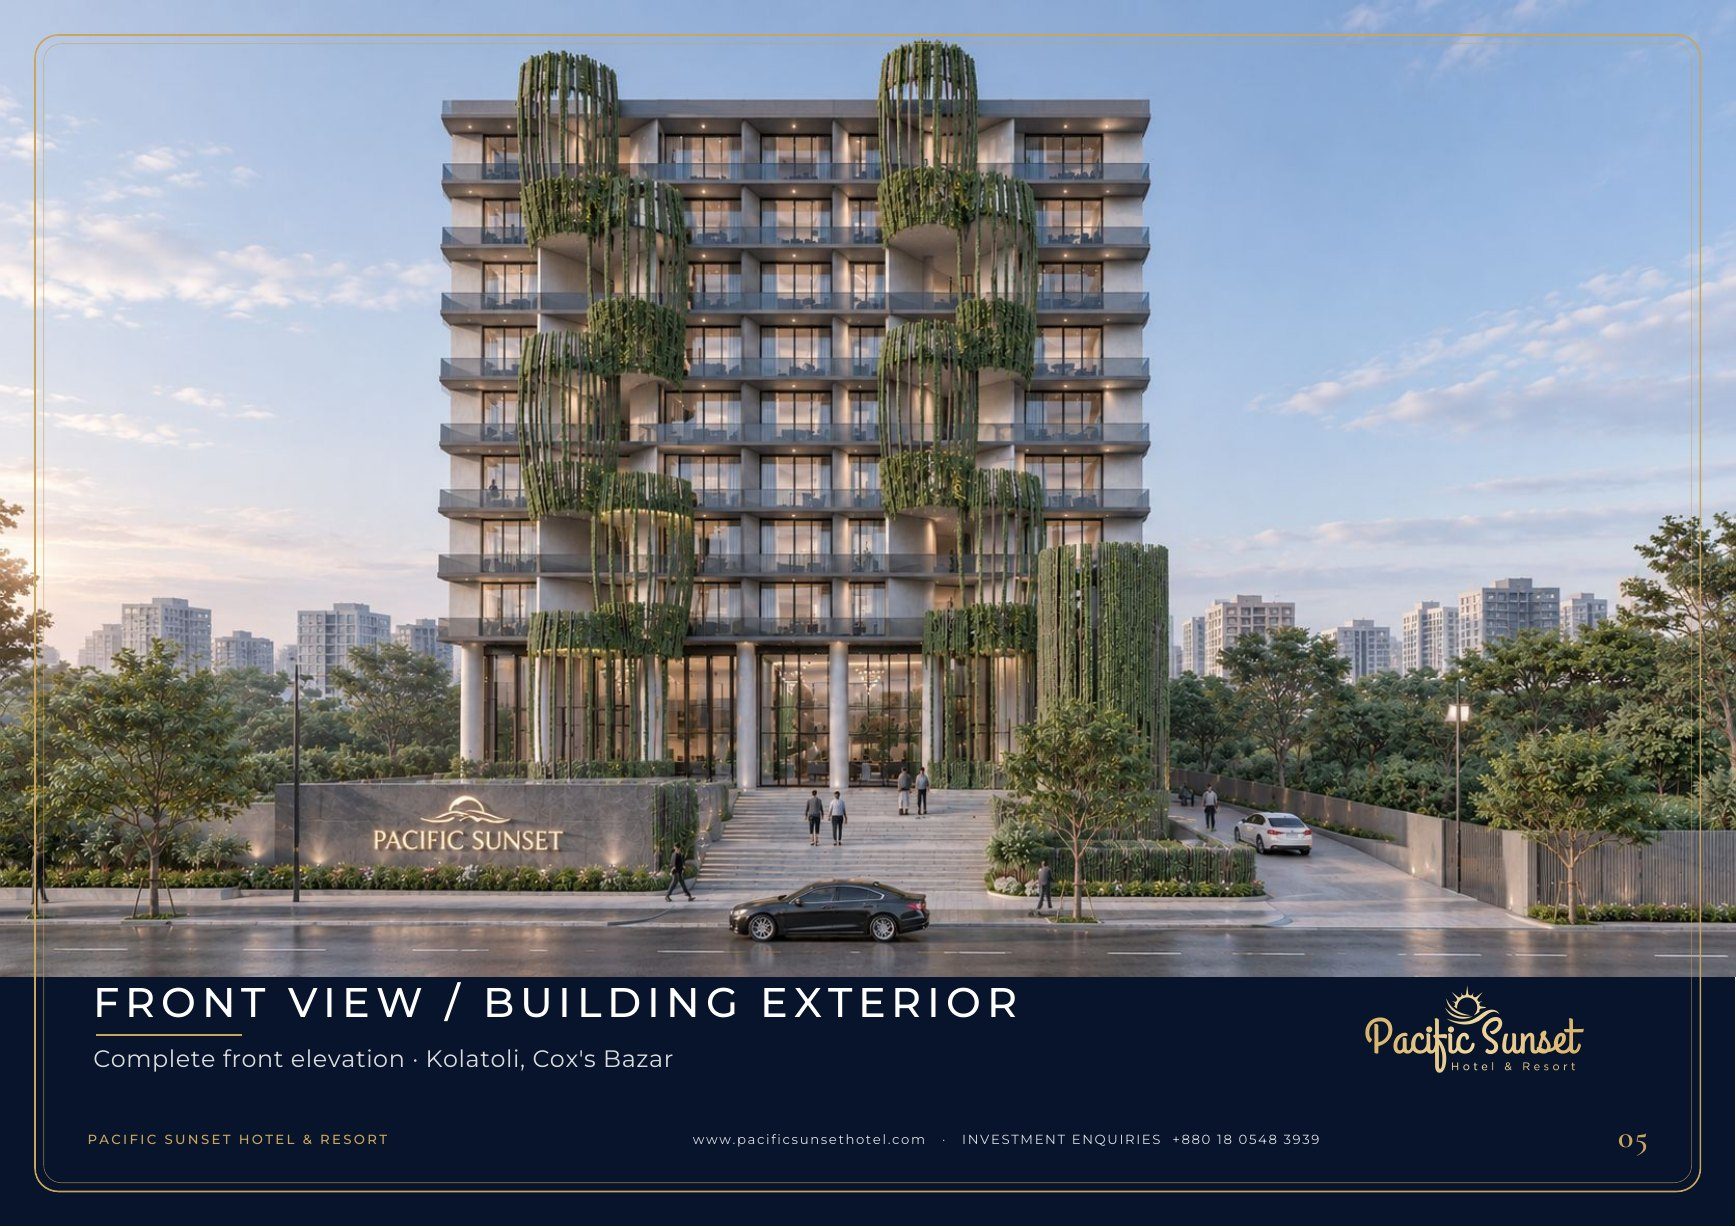 PACIFIC SUNSET
FRONT VIEW / BUILDING EXTERIOR
Complete front elevation · Kolatoli, Cox's Bazar
Pacific Sunset
Hotel & Resort
PACIFIC SUNSET HOTEL & RESORT
www.pacificsunsethotel.com · INVESTMENT ENQUIRIES +880 18 0548 3939
05